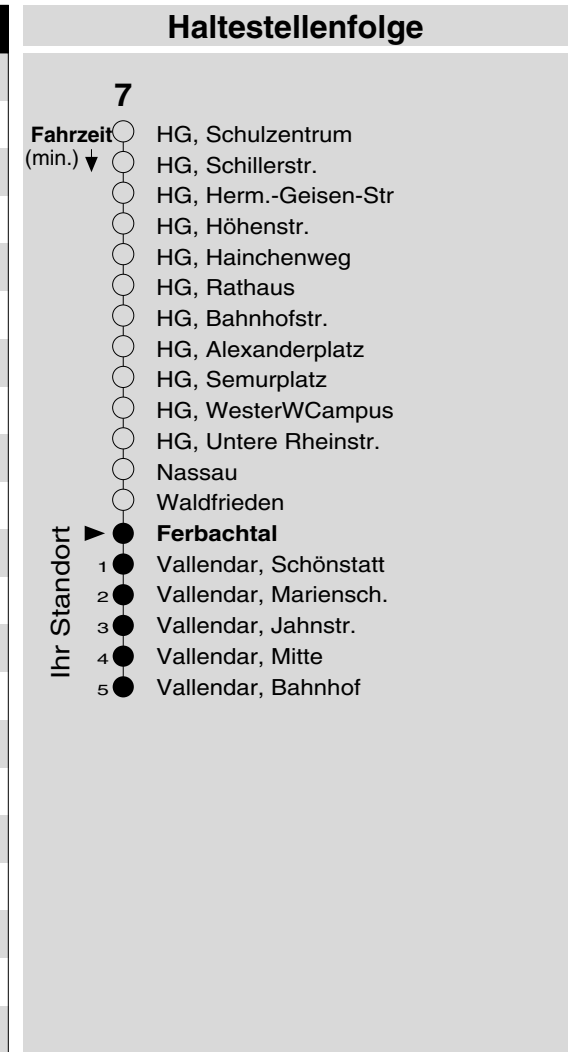 Haltestellenfolge
7
Fahrzeit HG, Schulzentrum
(min.) HG, Schillerstr.
HG, Herm.-Geisen-Str
HG, Höhenstr.
HG, Hainchenweg
HG, Rathaus
HG, Bahnhofstr.
HG, Alexanderplatz
HG, Semurplatz
HG, WesterWCampus
HG, Untere Rheinstr.
Nassau
Waldfrieden
Ihr Standort
Ferbachtal
1 Vallendar, Schönstatt
2 Vallendar, Mariensch.
3 Vallendar, Jahnstr.
4 Vallendar, Mitte
5 Vallendar, Bahnhof